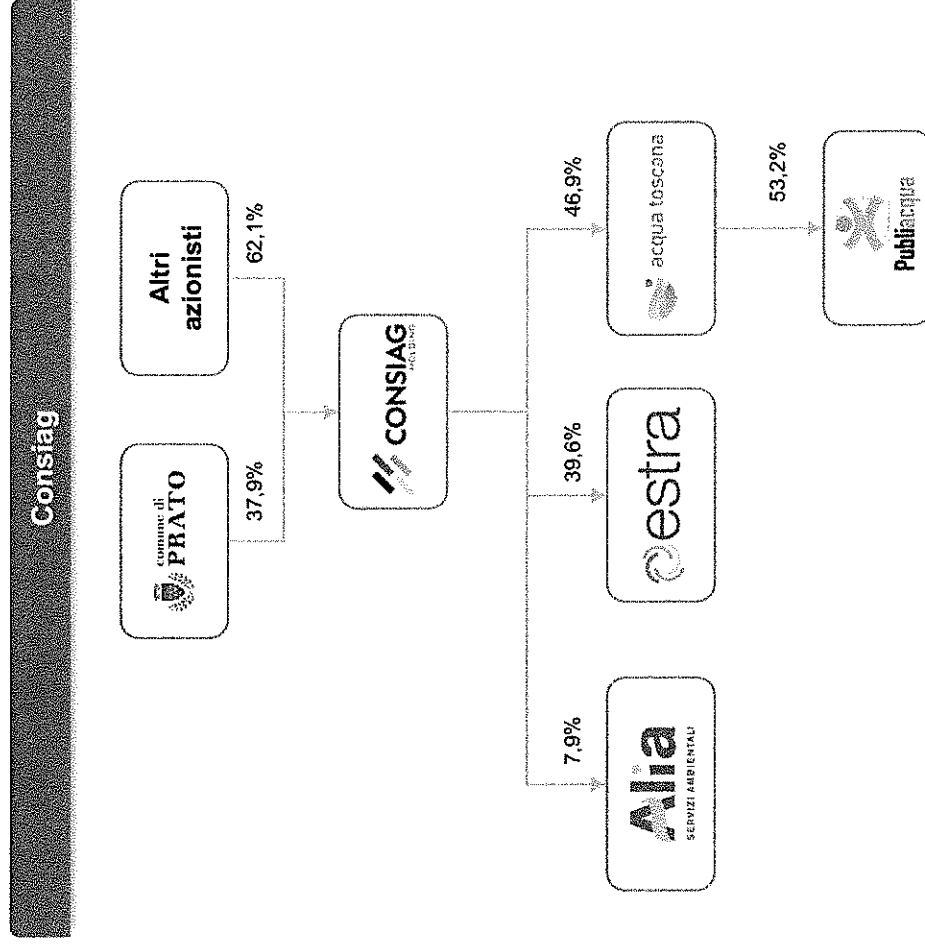 Consiag
comune di
PRATO
Altri
azionisti
37,9%
62,1%
CONSIAG
HOLDING
7,9%
39,6%
46,9%
Alia
SERVIZI AMBIENTALI
estra
acqua toscana
53,2%
Publiacqua